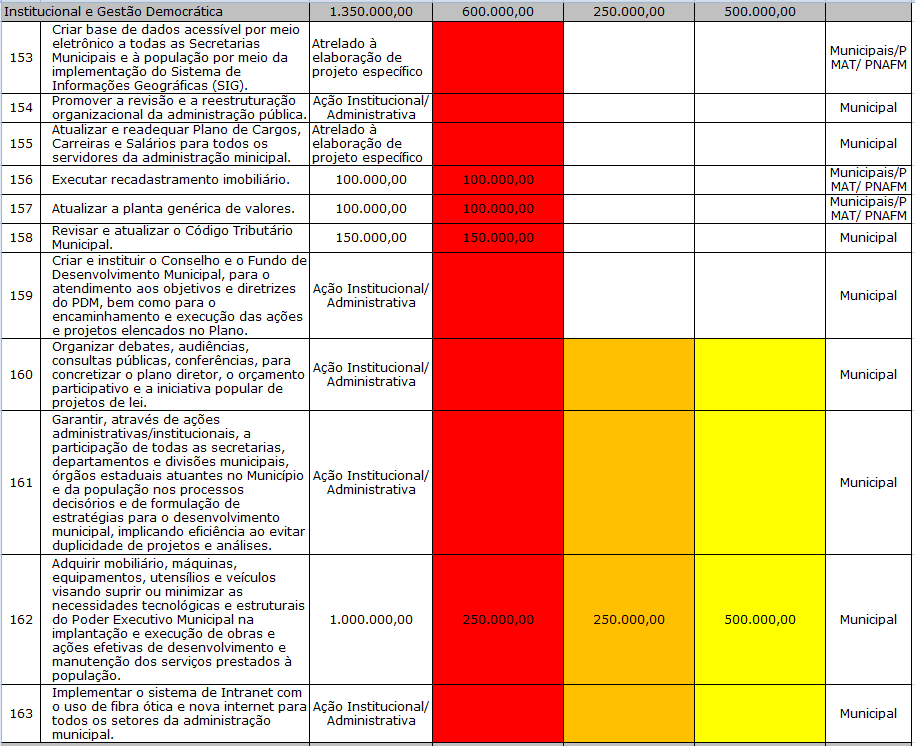 Institucional e Gestão Democrática 1.350.000,00 600.000,00 250.000,00 500.000,00
153
Criar base de dados acessível por meio
eletrônico a todas as Secretarias
Municipais e à população por meio da
implementação do Sistema de
Informações Geográficas (SIG).
Atrelado à
elaboração de
projeto específico
Municipais/P
MAT/ PNAFM
154
Promover a revisão e a reestruturação
organizacional da administração pública.
Ação Institucional/
Administrativa
Municipal
155
Atualizar e readequar Plano de Cargos,
Carreiras e Salários para todos os
servidores da administração minicipal.
Atrelado à
elaboração de
projeto específico
Municipal
156
Executar recadastramento imobiliário.
100.000,00
100.000,00
Municipais/P
MAT/ PNAFM
157
Atualizar a planta genérica de valores.
100.000,00
100.000,00
Municipais/P
MAT/ PNAFM
158
Revisar e atualizar o Código Tributário
Municipal.
150.000,00
150.000,00
Municipal
159
Criar e instituir o Conselho e o Fundo de
Desenvolvimento Municipal, para o
atendimento aos objetivos e diretrizes
do PDM, bem como para o
encaminhamento e execução das ações
e projetos elencados no Plano.
Ação Institucional/
Administrativa
Municipal
160
Organizar debates, audiências,
consultas públicas, conferências, para
concretizar o plano diretor, o orçamento
participativo e a iniciativa popular de
projetos de lei.
Ação Institucional/
Administrativa
Municipal
161
Garantir, através de ações
administrativas/institucionais, a
participação de todas as secretarias,
departamentos e divisões municipais,
órgãos estaduais atuantes no Município
e da população nos processos
decisórios e de formulação de
estratégias para o desenvolvimento
municipal, implicando eficiência ao evitar
duplicidade de projetos e análises.
Ação Institucional/
Administrativa
Municipal
162
Adquirir mobiliário, máquinas,
equipamentos, utensílios e veículos
visando suprir ou minimizar as
necessidades tecnológicas e estruturais
do Poder Executivo Municipal na
implantação e execução de obras e
ações efetivas de desenvolvimento e
manutenção dos serviços prestados à
população.
1.000.000,00
250.000,00
250.000,00
500.000,00
Municipal
163
Implementar o sistema de Intranet com
o uso de fibra ótica e nova internet para
todos os setores da administração
municipal.
Ação Institucional/
Administrativa
Municipal